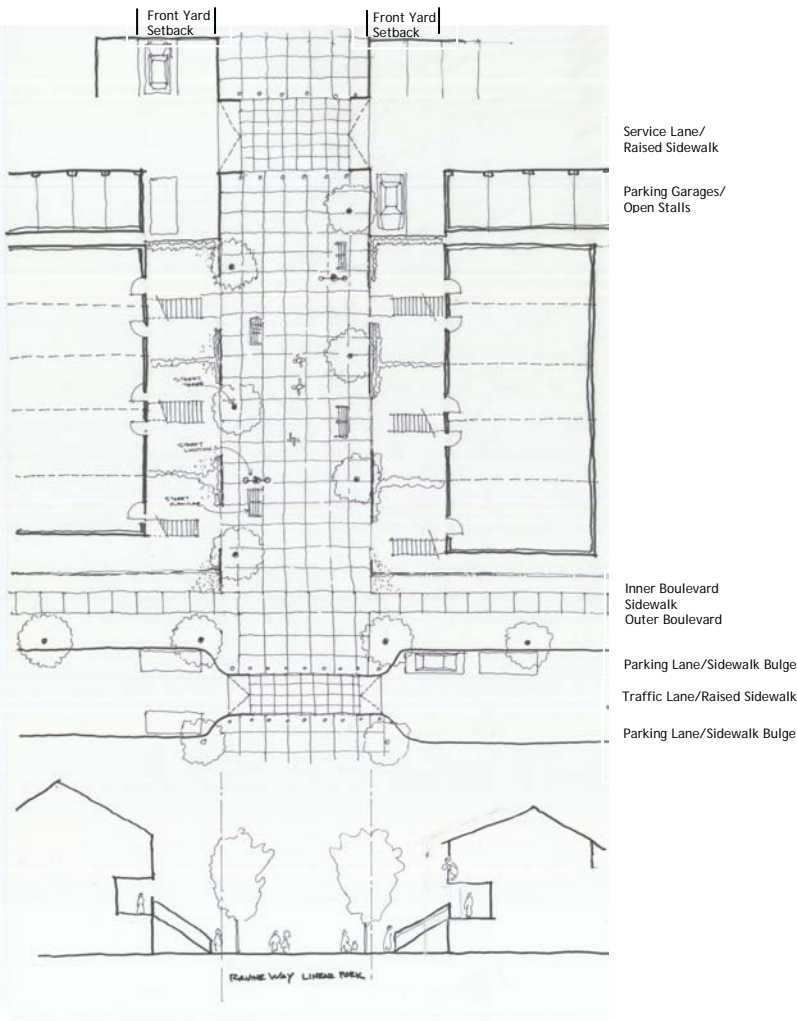 Front Yard
Setback
Front Yard
Setback
Service Lane/
Raised Sidewalk
Parking Garages/
Open Stalls
STREET
TREES
STREET
LIGHTING
STREET
FURNITURE
Inner Boulevard
Sidewalk
Outer Boulevard
Parking Lane/Sidewalk Bulge
Traffic Lane/Raised Sidewalk
Parking Lane/Sidewalk Bulge
RAVINE WAY LINEAR PARK